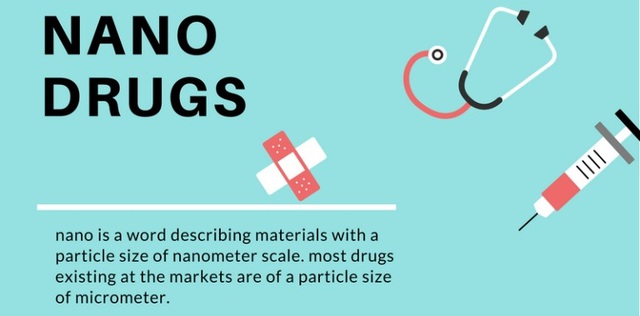 NANO
DRUGS
nano is a word describing materials with a
particle size of nanometer scale. most drugs
existing at the markets are of a particle size
of micrometer.